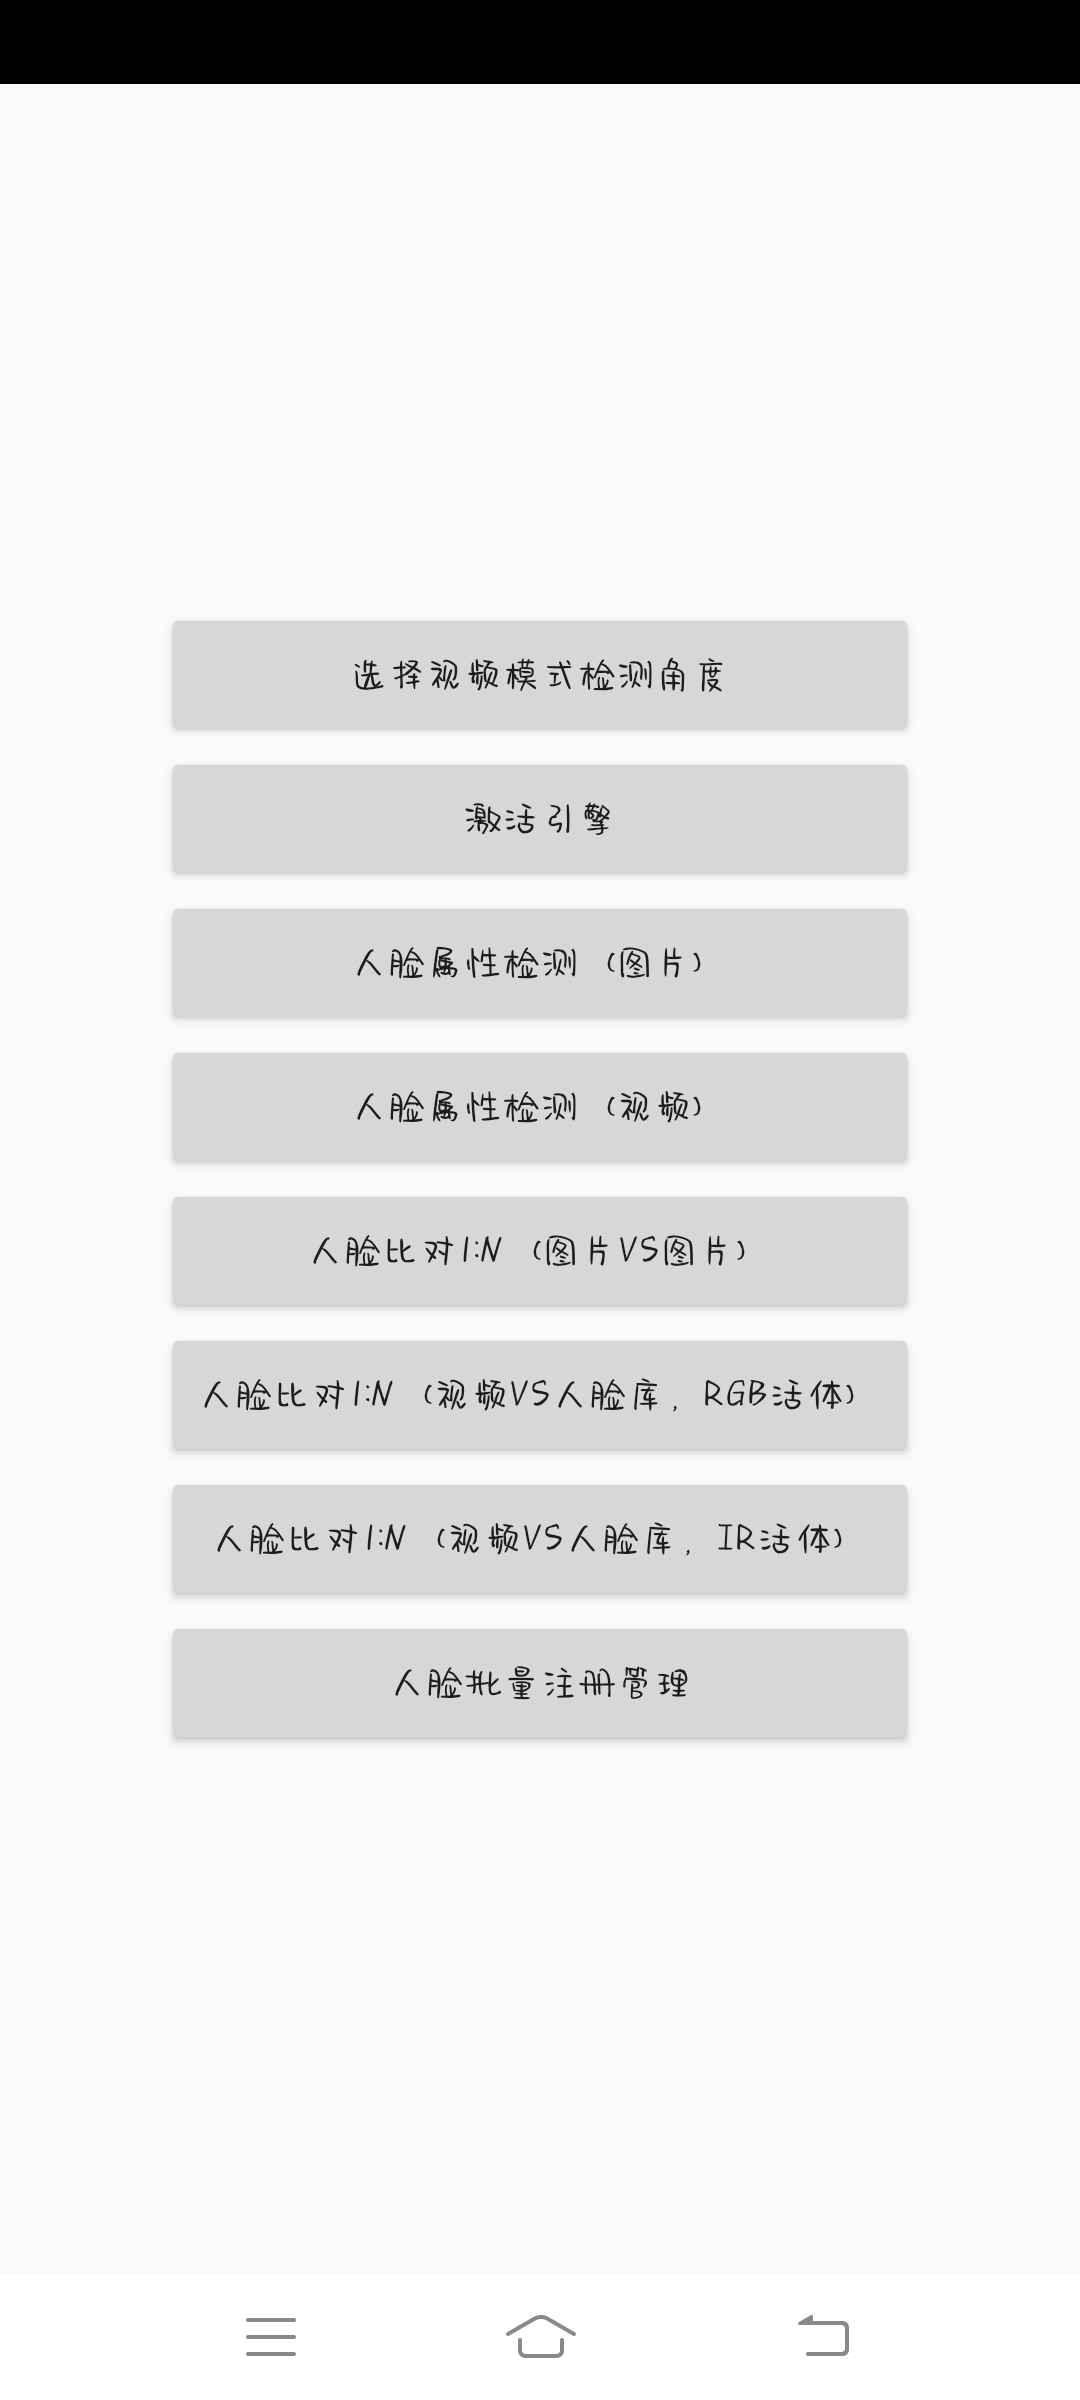 选择视频模式检测角度
激活引擎
人脸属性检测（图片）
人脸属性检测（视频）
人脸比对1:N（图片VS图片）
人脸比对1:N（视频VS人脸库，RGB活体）
人脸比对1:N（视频VS人脸库，IR活体）
人脸批量注册管理